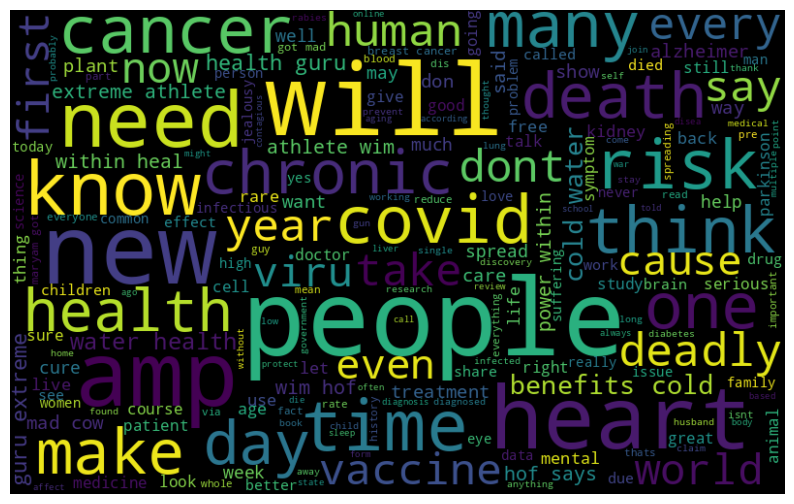 cancer
human
many
every
first
plant
now
health guru
well
person
got mad
breast cancer
blood
dis
going
said
called
online
problem
show
alzheimer
died
still
join
man
thank
rabies
probably
part
extreme athlete
need
will
death
say
may
don
give
good
thought
self
way
jealousy
contagious
prevent
aging
according
free
lung
kidney
back
disea
medical
pre
spreading
today
might
within heal
athlete wim
much
dont
talk
symptom
come
war
stay
never
risk
parkinson
multiple
point
know
chronic
rare
yes
infectious
want
reduce
working
love
effect
common
everyone
science
maryam got
thing
new
year
covid
guy
gun
school
told
read
help
cold water
think
work
viru
take
doctor
liver
single
spread
discovery
care
suffering
power within
life
everything
cause
drug
study
brain
serious
important
children
high
cell
mean
research
review
ago
sure
health
people
low
government
call
long
one
always
diabetes
water health
home
without
protect
infected
right
really
issue
deadly
cure
live
see
amp
let
even
often
share
family
guru extreme
women
found
course
via
use
wim hof
treatment
benefits cold
isnt
based
husband
body
age
die
fact
book
rate
history
diagnosis
diagnosed
mad cow
patient
day
time
child
sleep
form
eye
heart
great
thats
claim
animal
make
week
better
look
whole
away
state
vaccine
data
mental
hof says
due
anything
world
affect
medicine